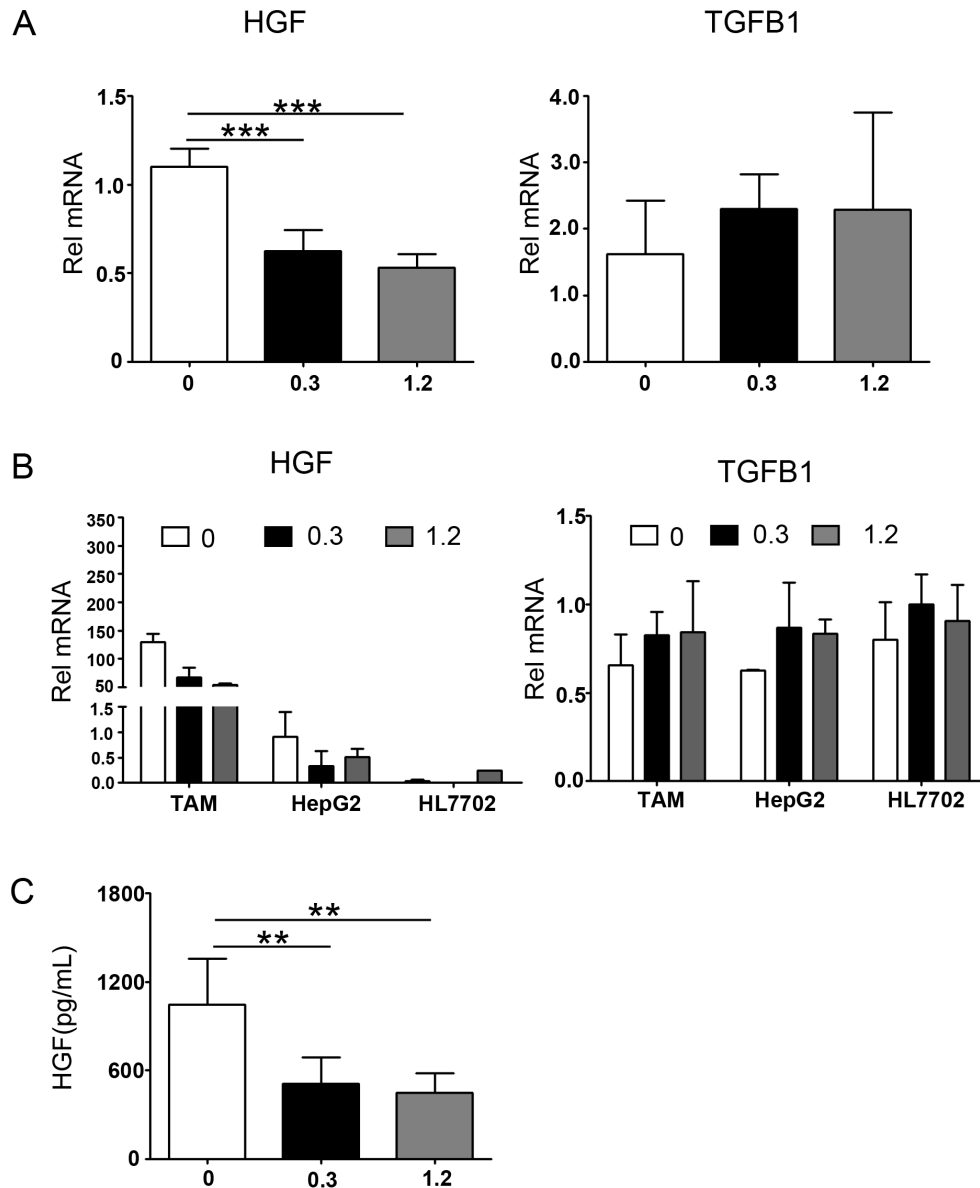 A
HGF
TGFB1
Rel mRNA
1.5
1.0
0.5
0
***
***
0 0.3 1.2
Rel mRNA
4.0
3.0
2.0
1.0
0.0
0 0.3 1.2
B
HGF
TGFB1
0 0.3 1.2
Rel mRNA
350
300
250
200
150
100
50
1.5
1.0
0.5
0.0
TAM HepG2 HL7702
0 0.3 1.2
Rel mRNA
1.5
1.0
0.5
0.0
TAM HepG2 HL7702
C
HGF(pg/mL)
1800
1200
600
0
**
**
0 0.3 1.2